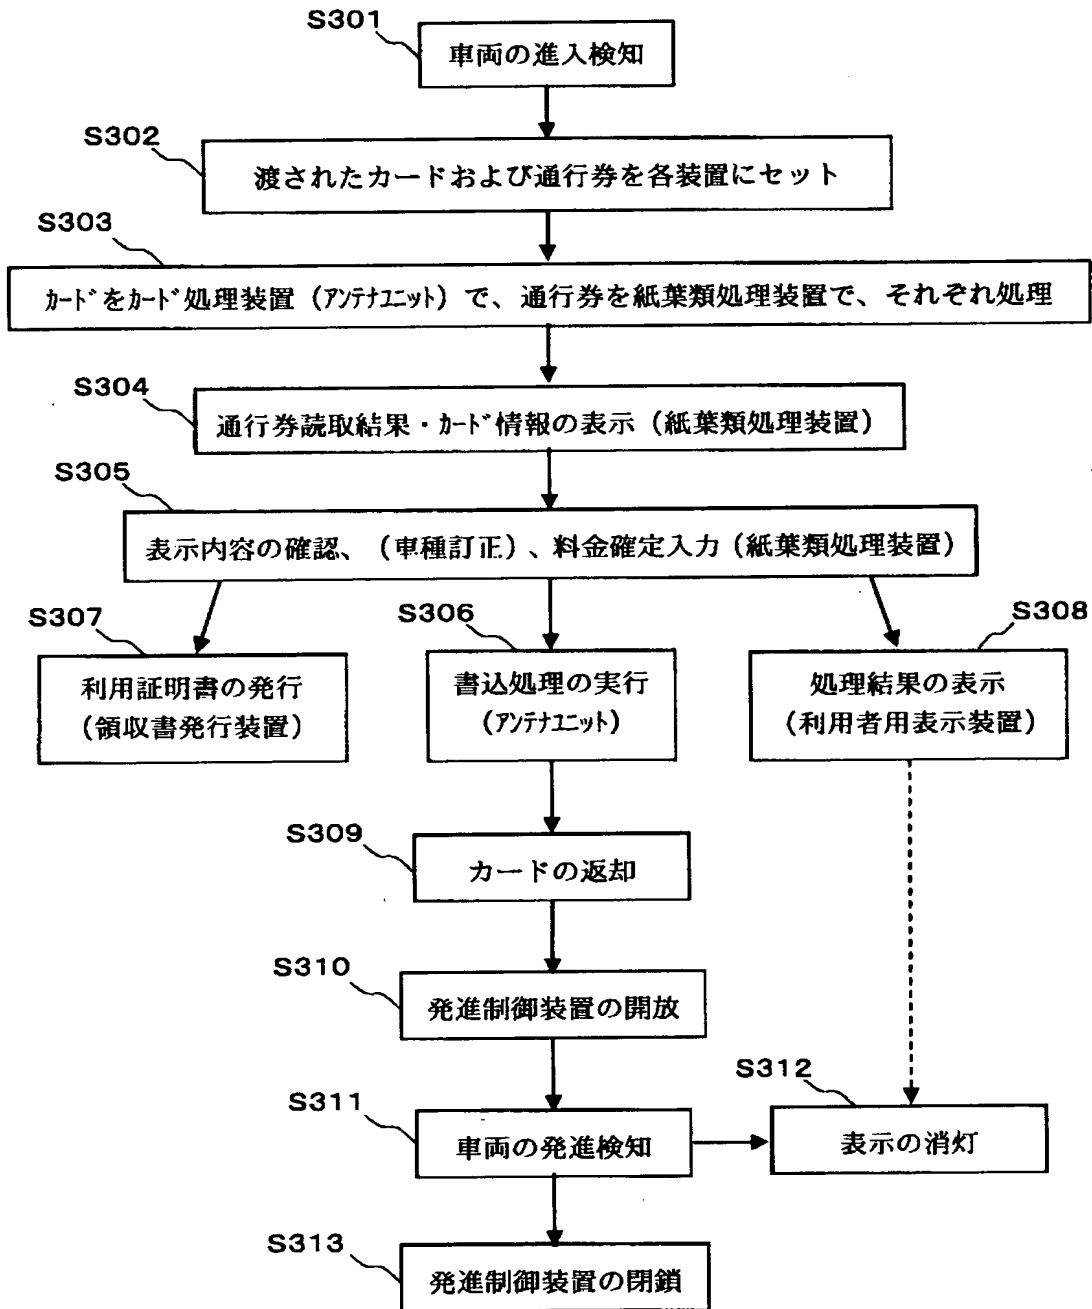 S301
車両の進入検知
S302
渡されたカードおよび通行券を各装置にセット
S303
ｶｰﾄﾞをｶｰﾄﾞ処理装置（ｱﾝﾃﾅﾕﾆｯﾄ）で、通行券を紙葉類処理装置で、それぞれ処理
S304
通行券読取結果・ｶｰﾄﾞ情報の表示（紙葉類処理装置）
S305
表示内容の確認、（車種訂正）、料金確定入力（紙葉類処理装置）
S307
利用証明書の発行
（領収書発行装置）
S306
書込処理の実行
（ｱﾝﾃﾅﾕﾆｯﾄ）
S308
処理結果の表示
（利用者用表示装置）
S309
カードの返却
S310
発進制御装置の開放
S311
車両の発進検知
S312
表示の消灯
S313
発進制御装置の閉鎖